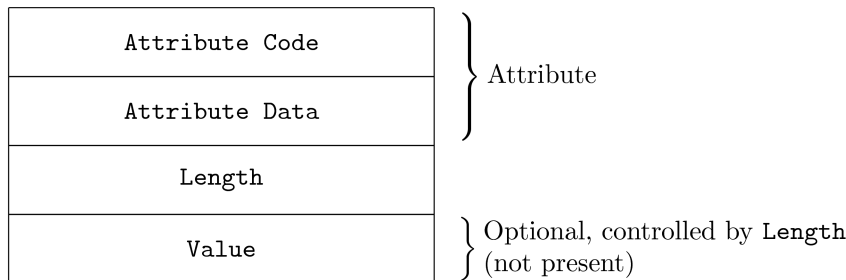 Attribute Code
Attribute Data
Attribute
Length
Value
Optional, controlled by Length
(not present)